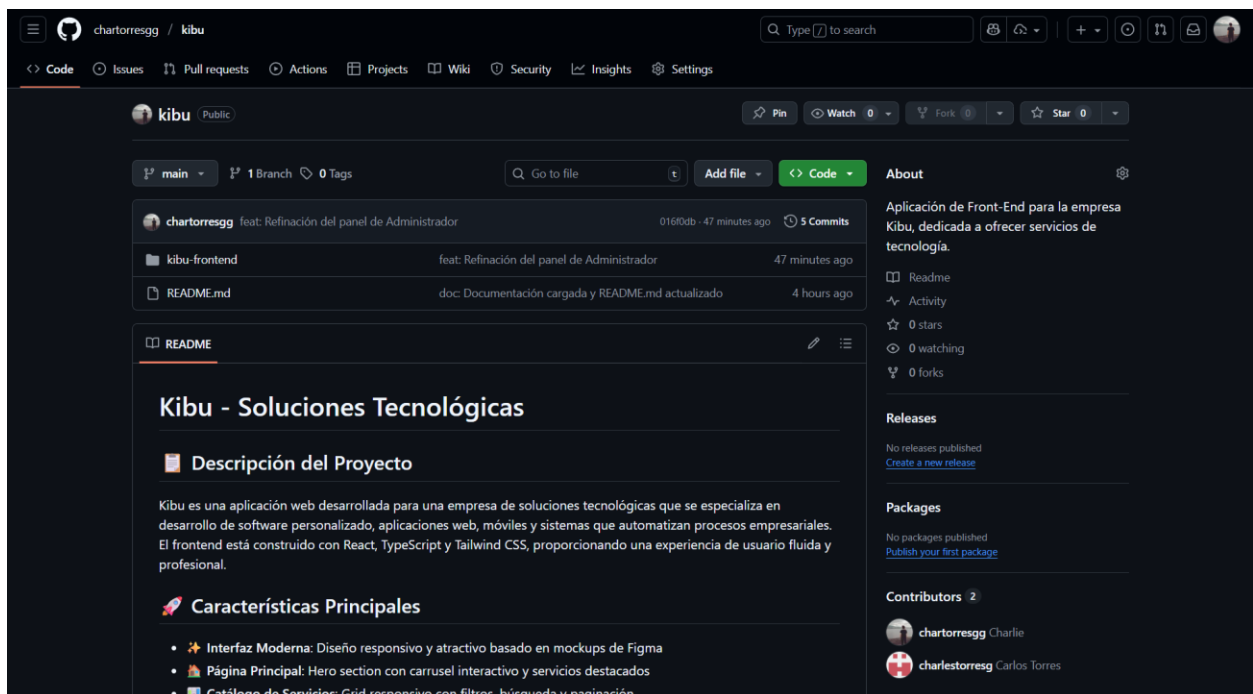 chartorresgg / kibu
Type / to search
Code Issues Pull requests Actions Projects Wiki Security Insights Settings
kibu Public
Pin Watch 0 Fork 0 Star 0
main 1 Branch 0 Tags Go to file t Add file Code
chartorresgg feat: Refinación del panel de Administrador 016f0db · 47 minutes ago 5 Commits
kibu-frontend feat: Refinación del panel de Administrador 47 minutes ago
README.md doc: Documentación cargada y README.md actualizado 4 hours ago
README
Kibu - Soluciones Tecnológicas
Descripción del Proyecto
Kibu es una aplicación web desarrollada para una empresa de soluciones tecnológicas que se especializa en
desarrollo de software personalizado, aplicaciones web, móviles y sistemas que automatizan procesos empresariales.
El frontend está construido con React, TypeScript y Tailwind CSS, proporcionando una experiencia de usuario fluida y
profesional.
Características Principales
• ✨ Interfaz Moderna: Diseño responsivo y atractivo basado en mockups de Figma
• 🏠 Página Principal: Hero section con carrusel interactivo y servicios destacados
• Catálogo de Servicios: Grid responsivo con filtros, búsqueda y paginación
About
Aplicación de Front-End para la empresa
Kibu, dedicada a ofrecer servicios de
tecnología.
Readme
Activity
0 stars
0 watching
0 forks
Releases
No releases published
Create a new release
Packages
No packages published
Publish your first package
Contributors 2
chartorresgg Charlie
charlestorresg Carlos Torres